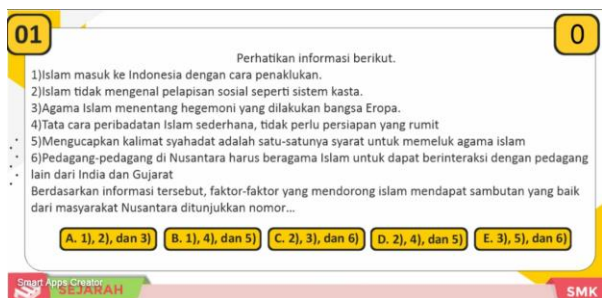 01
0
Perhatikan informasi berikut.
1)Islam masuk ke Indonesia dengan cara penaklukan.
2)Islam tidak mengenal pelapisan sosial seperti sistem kasta.
3)Agama Islam menentang hegemoni yang dilakukan bangsa Eropa.
4)Tata cara peribadatan Islam sederhana, tidak perlu persiapan yang rumit
5)Mengucapkan kalimat syahadat adalah satu-satunya syarat untuk memeluk agama islam
6)Pedagang-pedagang di Nusantara harus beragama Islam untuk dapat berinteraksi dengan pedagang
lain dari India dan Gujarat
Berdasarkan informasi tersebut, faktor-faktor yang mendorong islam mendapat sambutan yang baik
dari masyarakat Nusantara ditunjukkan nomor...
A. 1), 2), dan 3)
B. 1), 4), dan 5)
C. 2), 3), dan 6)
D. 2), 4), dan 5)
E. 3), 5), dan 6)
Smart Apps Creator
SEJARAH
SMK